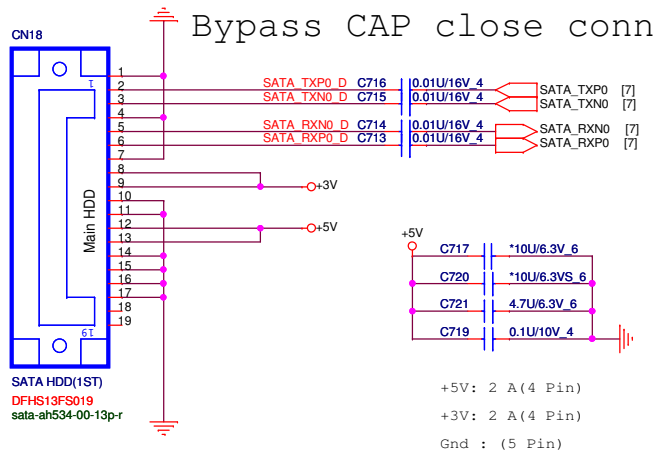 Bypass CAP close conn
CN18
1
1
2
3
4
5
6
7
8
9
10
11
12
13
14
15
16
17
18
19
19
Main HDD
SATA_TXP0_D C716 0.01U/16V_4 SATA_TXP0 [7]
SATA_TXN0_D C715 0.01U/16V_4 SATA_TXN0 [7]
SATA_RXN0_D C714 0.01U/16V_4 SATA_RXN0 [7]
SATA_RXP0_D C713 0.01U/16V_4 SATA_RXP0 [7]
+3V
+5V
+5V
C717 *10U/6.3V_6
C720 *10U/6.3VS_6
C721 4.7U/6.3V_6
C719 0.1U/10V_4
SATA HDD(1ST)
DFHS13FS019
sata-ah534-00-13p-r
+5V: 2 A(4 Pin)
+3V: 2 A(4 Pin)
Gnd : (5 Pin)